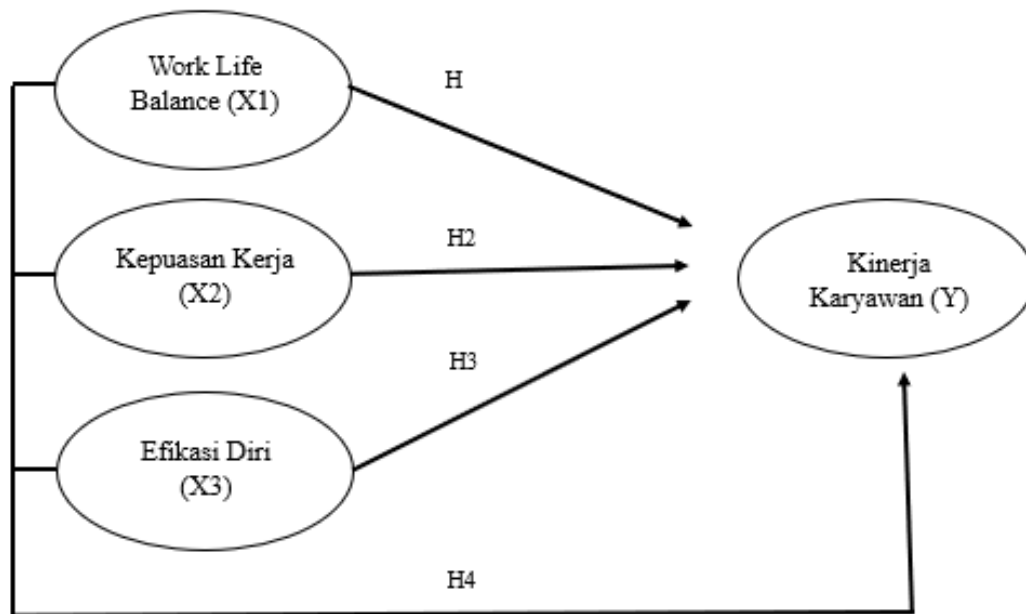 Work Life
Balance (X1)
H
Kepuasan Kerja
(X2)
H2
Kinerja
Karyawan (Y)
H3
Efikasi Diri
(X3)
H4